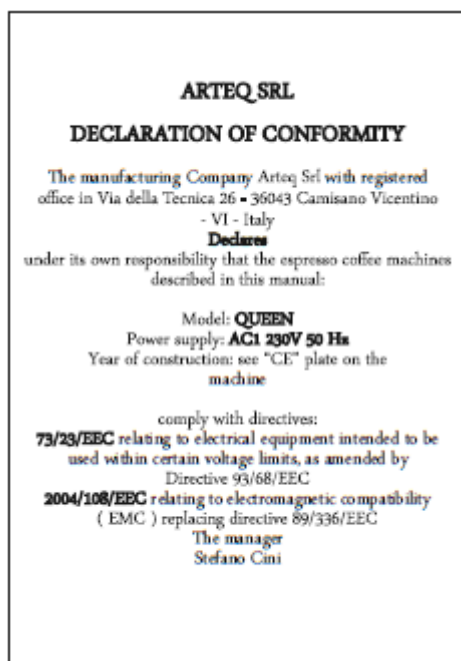 ARTEQ SRL
DECLARATION OF CONFORMITY
The manufacturing Company Arteq Srl with registered
office in Via della Tecnica 26 - 36043 Camisano Vicentino
- VI - Italy
Declares
under its own responsibility that the espresso coffee machines
described in this manual:
Model: QUEEN
Power supply: AC1 230V 50 Hz
Year of construction: see "CE" plate on the
machine
comply with directives:
73/23/EEC relating to electrical equipment intended to be
used within certain voltage limits, as amended by
Directive 93/68/EEC
2004/108/EEC relating to electromagnetic compatibility
( EMC ) replacing directive 89/336/EEC
The manager
Stefano Cini